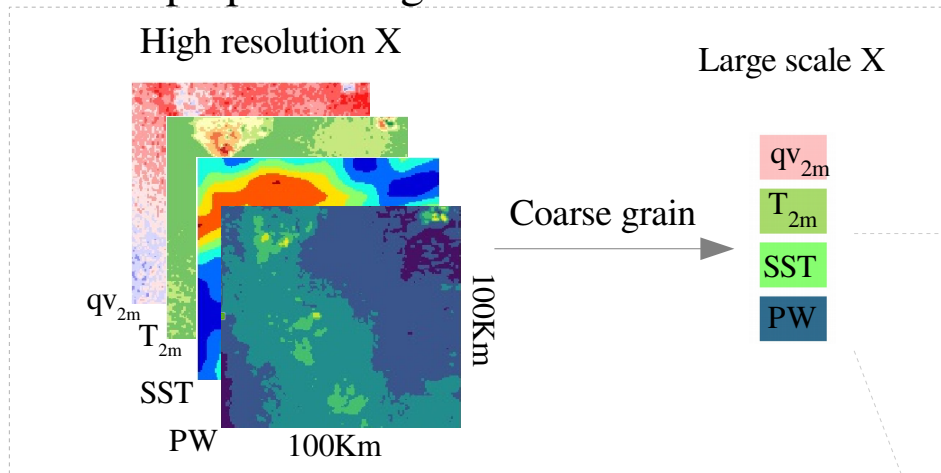 High resolution X
Large scale X
qv2m
T2m
SST
PW
100Km
100Km
Coarse grain
qv2m
T2m
SST
PW